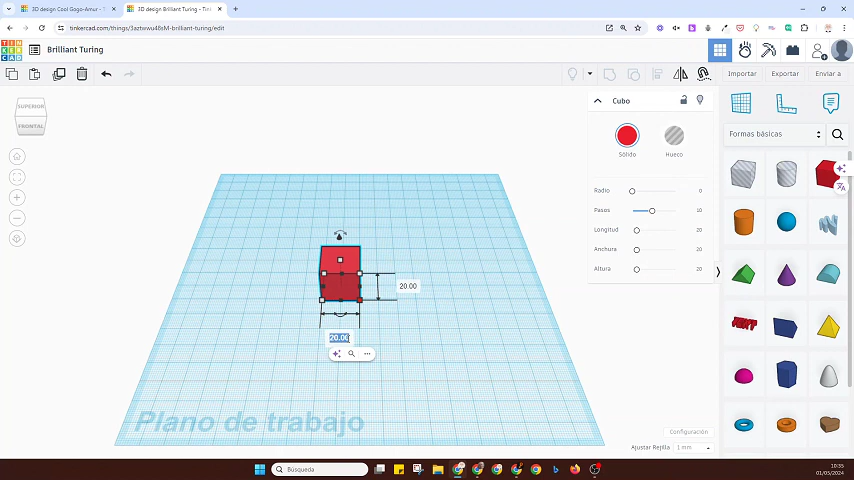 3D design Cool Gogo-Amur - Ti
3D design Brilliant Turing - Tin
tinkercad.com/things/3aztwwu48sM-brilliant-turing/edit
TIN
KER
CAD
Brilliant Turing
Importar
Exportar
Enviar a
SUPERIOR
FRONTAL
Cubo
Sólido
Hueco
Radio 0
Pasos 10
Longitud 20
Anchura 20
Altura 20
Formas básicas
20.00
20.00
TEXT
Plano de trabajo
Configuración
Ajustar Rejilla 1 mm
Búsqueda
10:35
01/05/2024